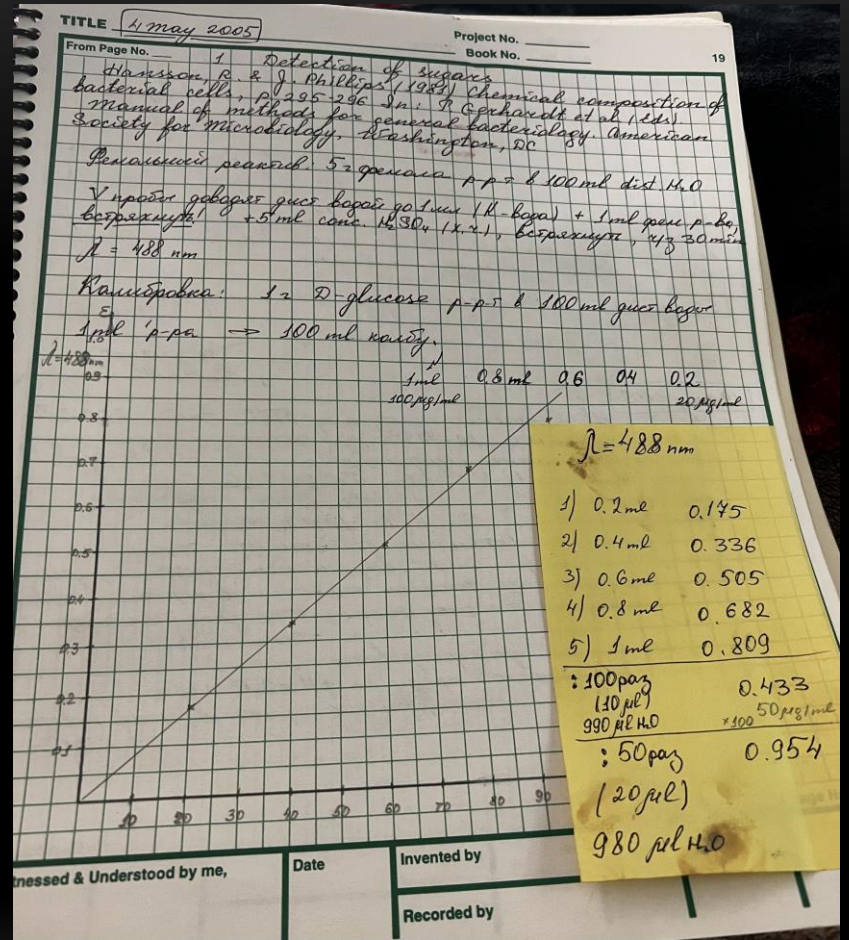 TITLE 4 may 2005
Project No.
From Page No.
Book No.
19
1 Detection of sugars
Hansson, R. & J. Phillips (1981) Chemical composition of
bacterial cells, p 295-296 In: P. Gerhardt et al (eds)
Manual of methods for general bacteriology. American
Society for Microbiology, Washington, DC
Фенольный реактив: 5г фенола р-р-т в 100 ml dist. H2O
V пробы доводят дист водой до 1 мл (К-вода) + 1 ml фен р-ва,
встряхнуть! +5 ml conc. H2SO4 (х.ч.), встряхнуть, ч/з 30 min
λ = 488 nm
Калибровка: 1г D-glucose р-р-т в 100 ml дист воды
1 ml р-ра → 100 ml колбу.
λ=488nm
1ml 0.8 ml 0.6 0.4 0.2
100 µg/ml 20 µg/ml
0.9
0.8
0.7
0.6
0.5
0.4
0.3
0.2
0.1
10 20 30 40 50 60 70 80 90
λ=488 nm
1) 0.2 ml 0.175
2) 0.4 ml 0.336
3) 0.6 ml 0.505
4) 0.8 ml 0.682
5) 1 ml 0.809
: 100 раз 0.433
(10 µl) 50 µg/ml
990 µl H2O ×100
: 50 раз 0.954
(20 µl)
980 µl H2O
tnessed & Understood by me,
Date
Invented by
Recorded by